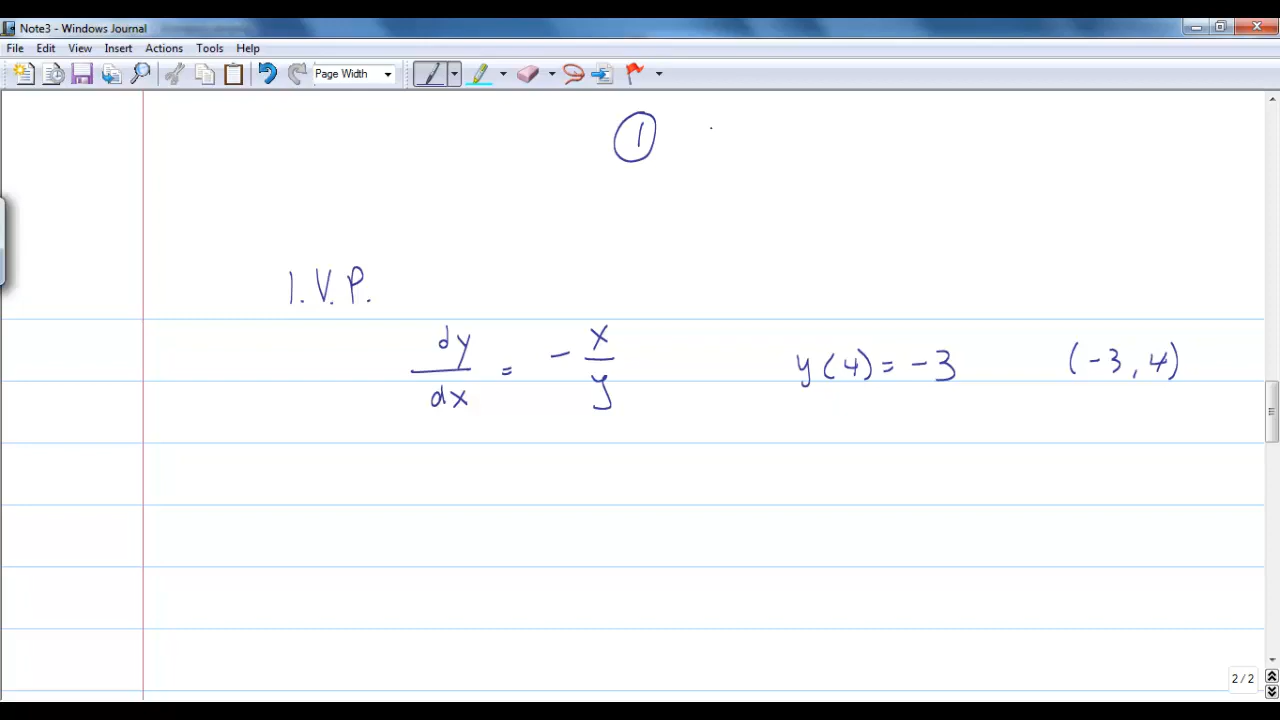 Note3 - Windows Journal
File Edit View Insert Actions Tools Help
Page Width
1
I.V.P.
dy/dx = - x/y y(4) = -3 (-3, 4)
2 / 2